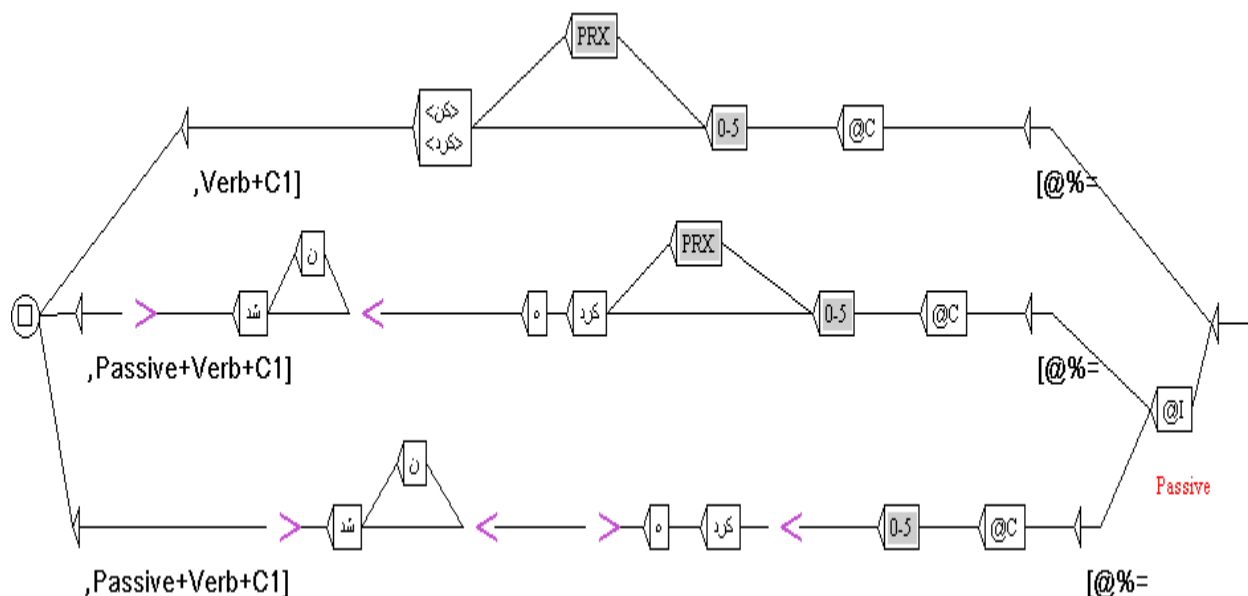 PRX
<کن>
<کرد>
0-5
@C
,Verb+C1]
[@%=
ن
PRX
شد
ه
کرد
0-5
@C
,Passive+Verb+C1]
[@%=
@I
Passive
ن
شد
ه
کرد
0-5
@C
,Passive+Verb+C1]
[@%=